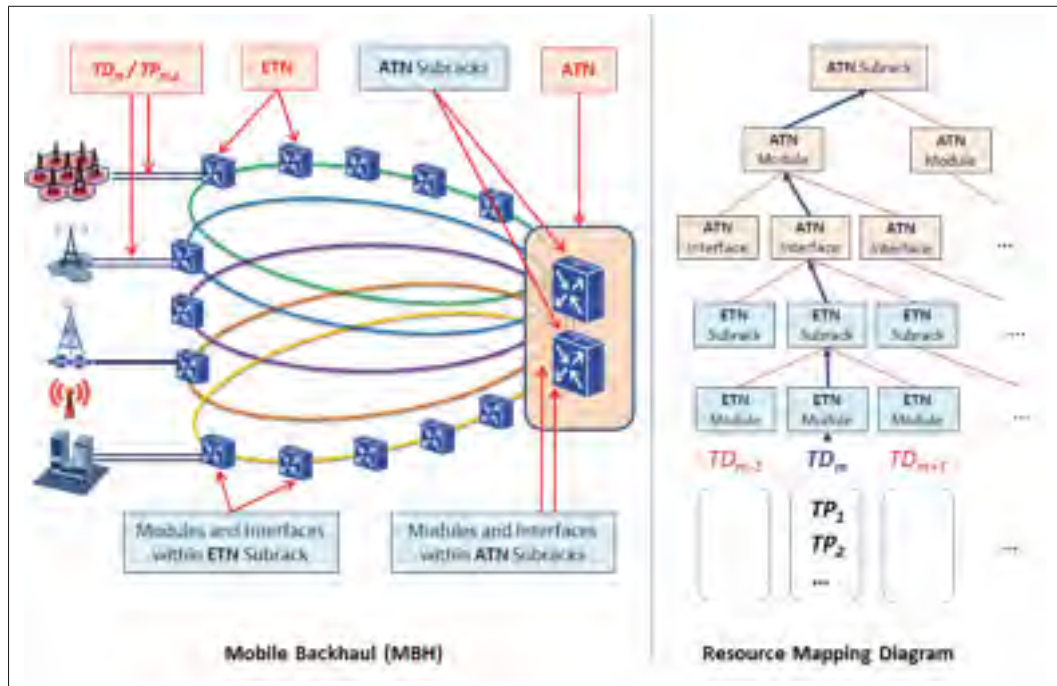 TDₘ / TPₘ,ₖ
ETN
ATN Subracks
ATN
Modules and Interfaces
within ETN Subrack
Modules and Interfaces
within ATN Subracks
Mobile Backhaul (MBH)
ATN Subrack
ATN
Module
ATN
Module
ATN
Interface
ATN
Interface
ATN
Interface
...
ETN
Subrack
ETN
Subrack
ETN
Subrack
....
ETN
Module
ETN
Module
ETN
Module
...
TDₘ₋₁
TDₘ
TDₘ₊₁
TP₁
TP₂
...
...
Resource Mapping Diagram